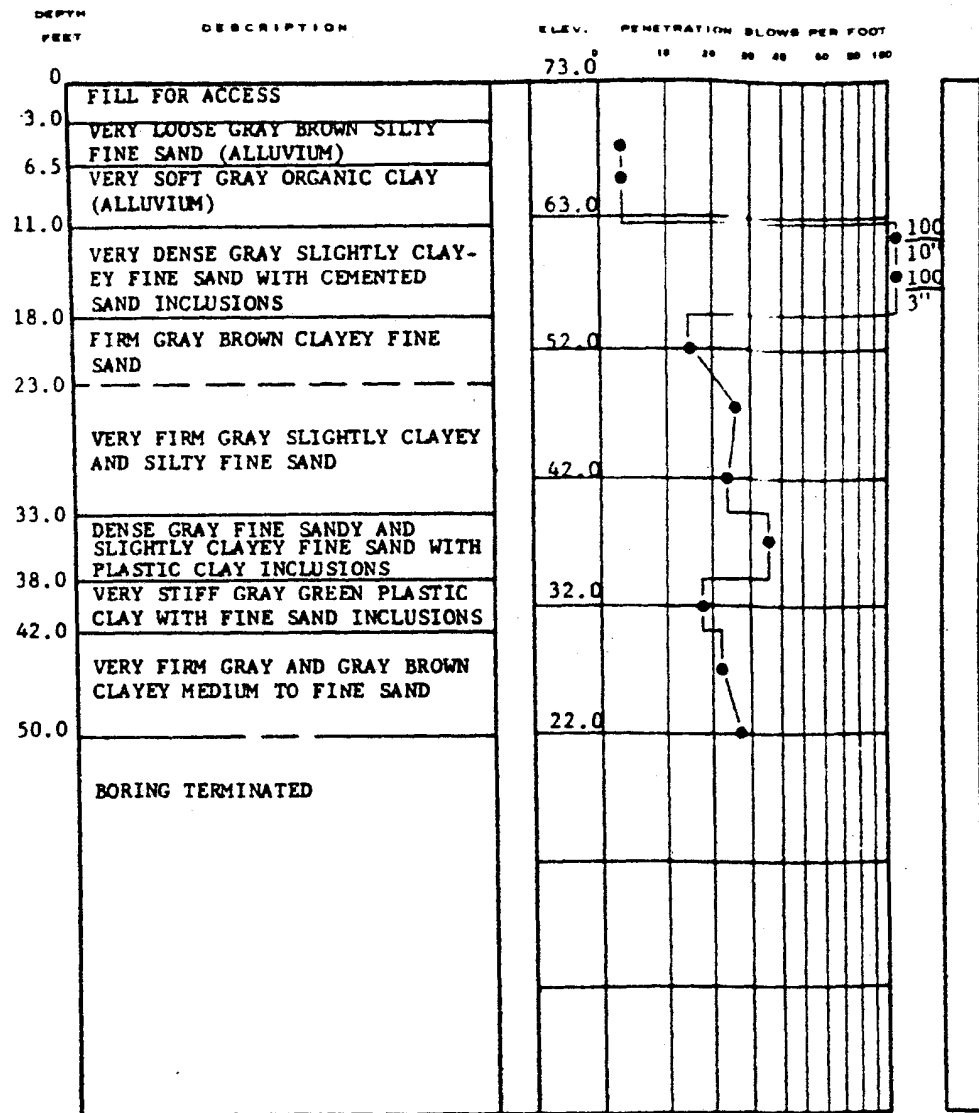 DEPTH
FEET
DESCRIPTION
ELEV.
PENETRATION BLOWS PER FOOT
0 10 20 30 40 60 80 100
0
73.0
FILL FOR ACCESS
3.0
VERY LOOSE GRAY BROWN SILTY
FINE SAND (ALLUVIUM)
6.5
VERY SOFT GRAY ORGANIC CLAY
(ALLUVIUM)
63.0
11.0
100
10"
VERY DENSE GRAY SLIGHTLY CLAY-
EY FINE SAND WITH CEMENTED
SAND INCLUSIONS
100
3"
18.0
FIRM GRAY BROWN CLAYEY FINE
SAND
52.0
23.0
VERY FIRM GRAY SLIGHTLY CLAYEY
AND SILTY FINE SAND
42.0
33.0
DENSE GRAY FINE SANDY AND
SLIGHTLY CLAYEY FINE SAND WITH
PLASTIC CLAY INCLUSIONS
38.0
VERY STIFF GRAY GREEN PLASTIC
CLAY WITH FINE SAND INCLUSIONS
32.0
42.0
VERY FIRM GRAY AND GRAY BROWN
CLAYEY MEDIUM TO FINE SAND
50.0
22.0
BORING TERMINATED